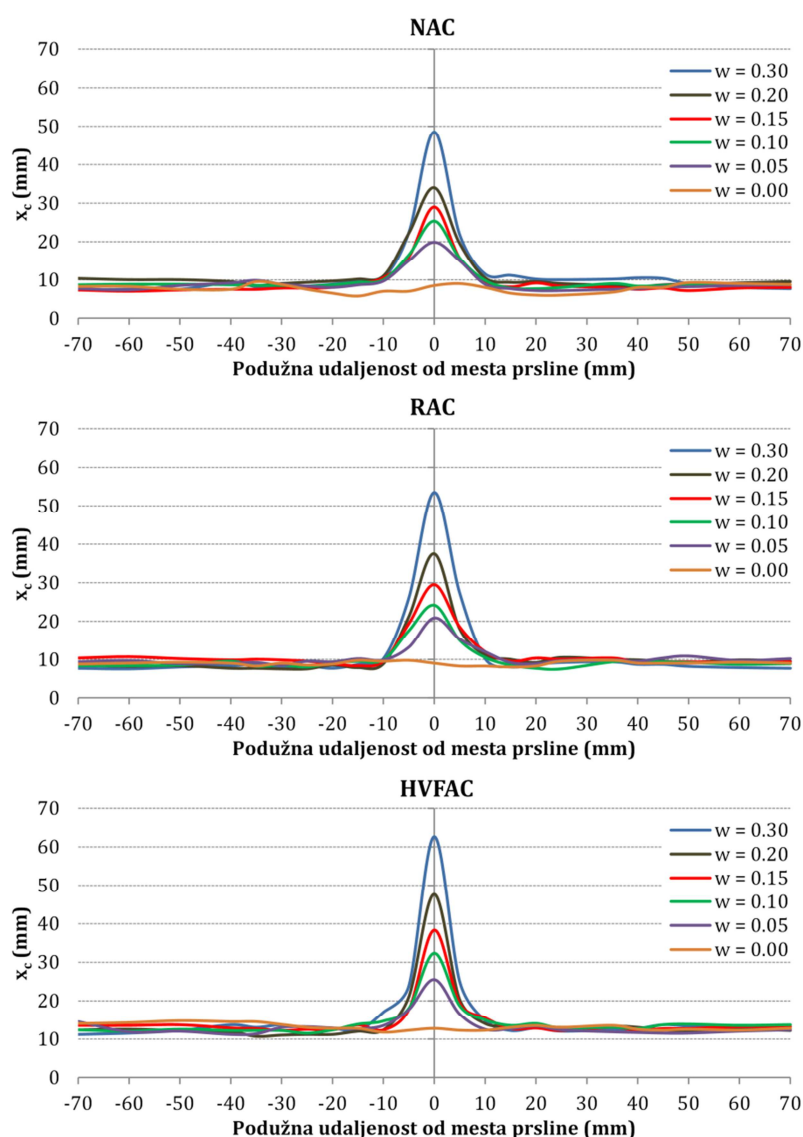 NAC
70
60
50
40
30
20
10
0
x_c (mm)
w = 0.30
w = 0.20
w = 0.15
w = 0.10
w = 0.05
w = 0.00
-70 -60 -50 -40 -30 -20 -10 0 10 20 30 40 50 60 70
Podužna udaljenost od mesta prsline (mm)
RAC
70
60
50
40
30
20
10
0
x_c (mm)
w = 0.30
w = 0.20
w = 0.15
w = 0.10
w = 0.05
w = 0.00
-70 -60 -50 -40 -30 -20 -10 0 10 20 30 40 50 60 70
Podužna udaljenost od mesta prsline (mm)
HVFAC
70
60
50
40
30
20
10
0
x_c (mm)
w = 0.30
w = 0.20
w = 0.15
w = 0.10
w = 0.05
w = 0.00
-70 -60 -50 -40 -30 -20 -10 0 10 20 30 40 50 60 70
Podužna udaljenost od mesta prsline (mm)